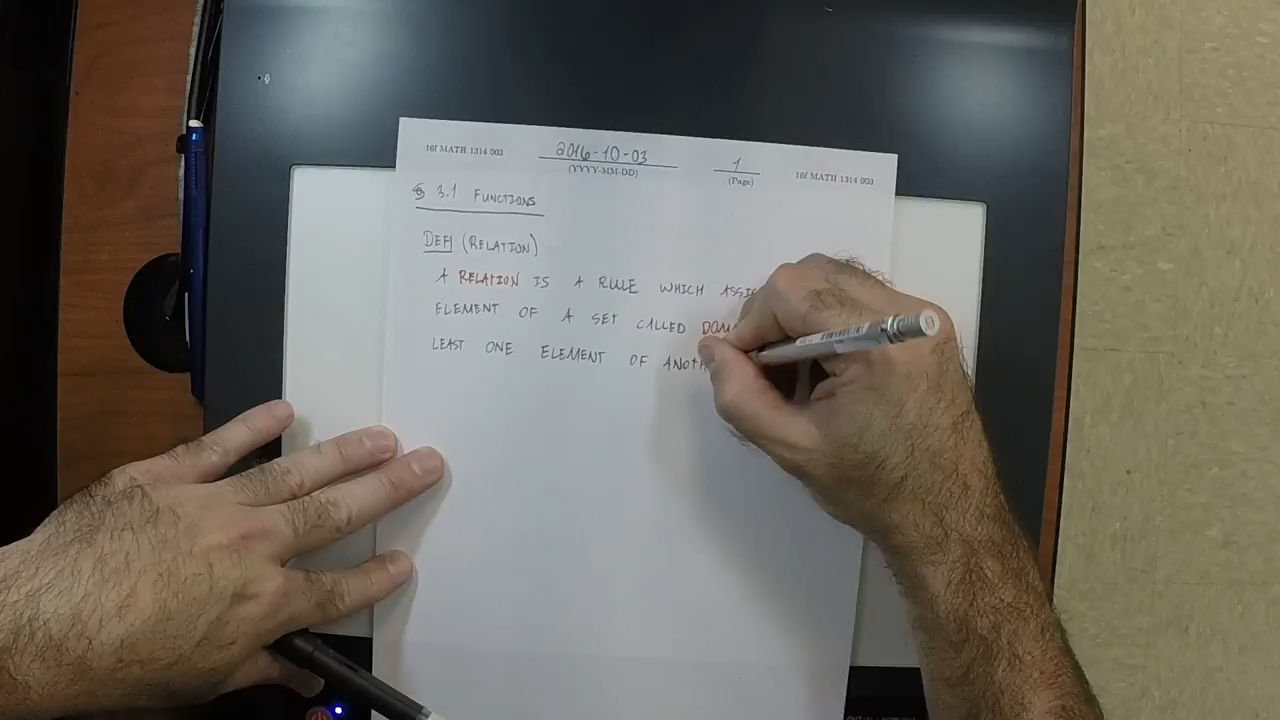 16f MATH 1314 003 2016-10-03 1 16f MATH 1314 003
(YYYY-MM-DD) (Page)
§ 3.1 FUNCTIONS
DEF| (RELATION)
A RELATION IS A RULE WHICH ASSIG
ELEMENT OF A SET CALLED DOM
LEAST ONE ELEMENT OF ANOTH